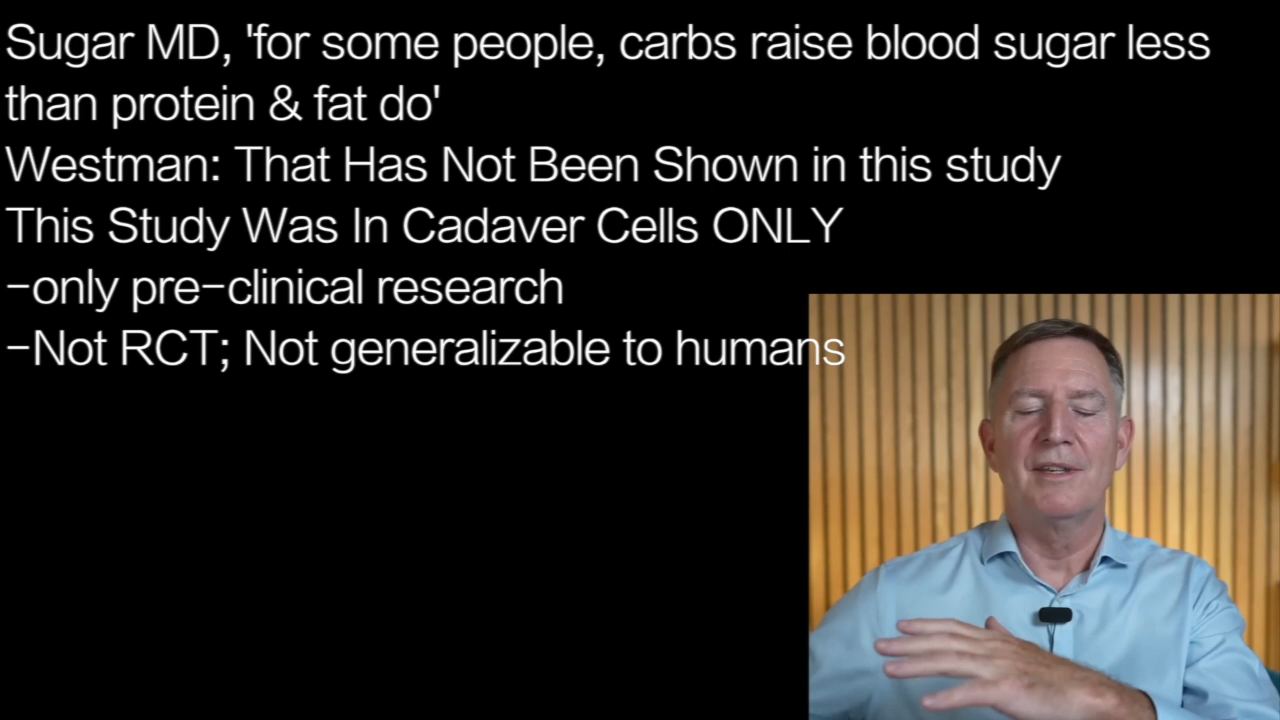 Sugar MD, 'for some people, carbs raise blood sugar less
than protein & fat do'
Westman: That Has Not Been Shown in this study
This Study Was In Cadaver Cells ONLY
-only pre-clinical research
-Not RCT; Not generalizable to humans